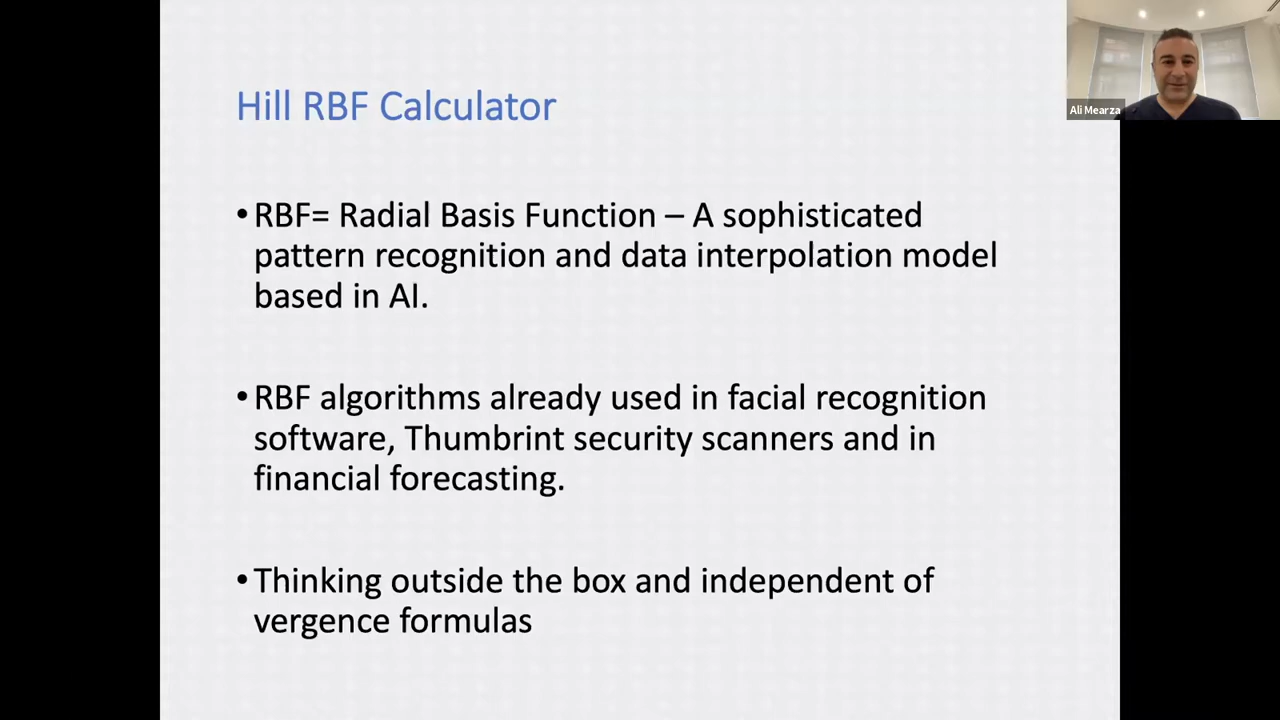 Hill RBF Calculator
•RBF= Radial Basis Function – A sophisticated
pattern recognition and data interpolation model
based in AI.
•RBF algorithms already used in facial recognition
software, Thumbrint security scanners and in
financial forecasting.
•Thinking outside the box and independent of
vergence formulas
Ali Mearza